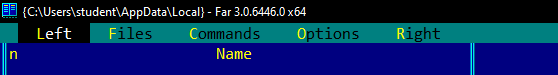 {C:\Users\student\AppData\Local} - Far 3.0.6446.0 x64
Left Files Commands Options Right
n Name